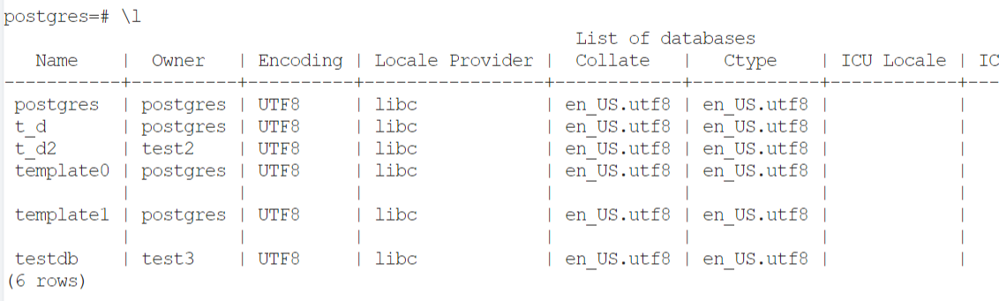 postgres=# \l
                                                      List of databases
   Name    |  Owner   | Encoding | Locale Provider |  Collate   |   Ctype    | ICU Locale | IC
-----------+----------+----------+-----------------+------------+------------+------------+---
 postgres  | postgres | UTF8     | libc            | en_US.utf8 | en_US.utf8 |            |
 t_d       | postgres | UTF8     | libc            | en_US.utf8 | en_US.utf8 |            |
 t_d2      | test2    | UTF8     | libc            | en_US.utf8 | en_US.utf8 |            |
 template0 | postgres | UTF8     | libc            | en_US.utf8 | en_US.utf8 |            |
           |          |          |                 |            |            |            |
 template1 | postgres | UTF8     | libc            | en_US.utf8 | en_US.utf8 |            |
           |          |          |                 |            |            |            |
 testdb    | test3    | UTF8     | libc            | en_US.utf8 | en_US.utf8 |            |
(6 rows)